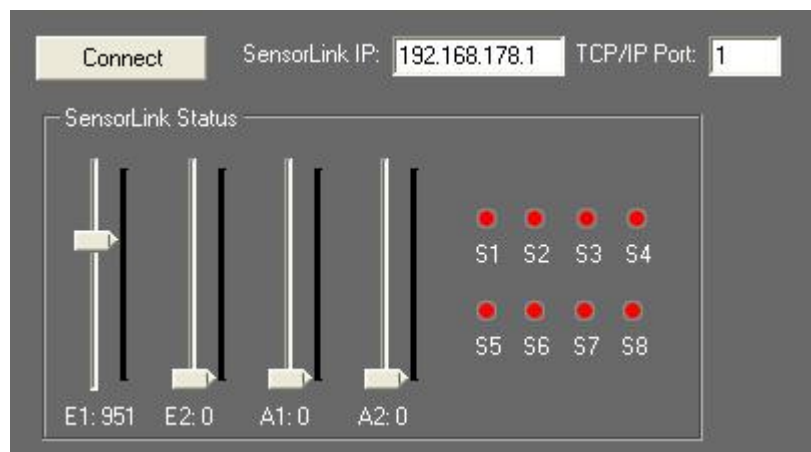 Connect SensorLink IP: 192.168.178.1 TCP/IP Port: 1
SensorLink Status
S1 S2 S3 S4
S5 S6 S7 S8
E1: 951 E2: 0 A1: 0 A2: 0